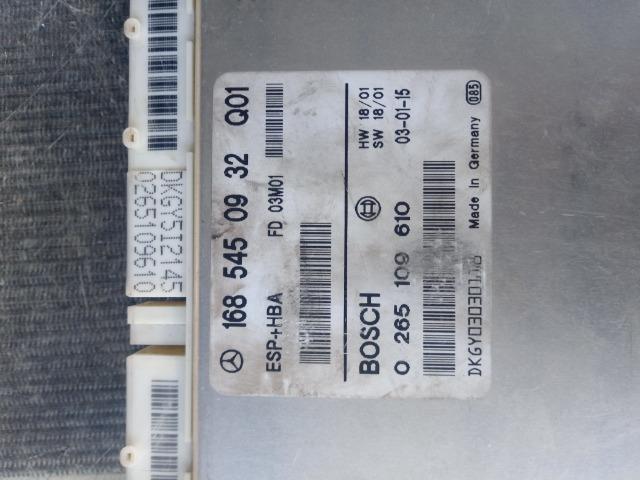 168 545 09 32 Q01
ESP+HBA FD 03M01
BOSCH
HW 18/01
SW 18/01
0 265 109 610
03-01-15
Made In Germany 085
DKGY5I2145
0265109610